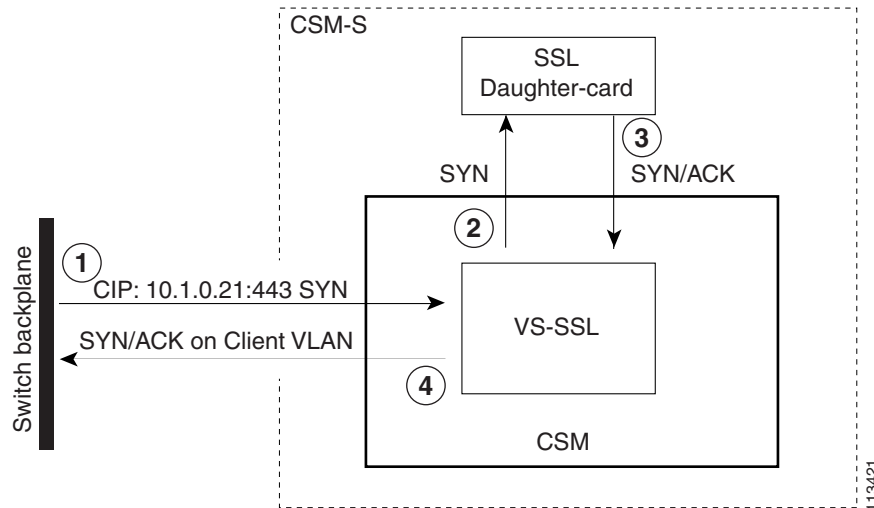 CSM-S
SSL
Daughter-card
3
SYN
SYN/ACK
2
1
CIP: 10.1.0.21:443 SYN
VS-SSL
SYN/ACK on Client VLAN
4
CSM
Switch backplane
113421